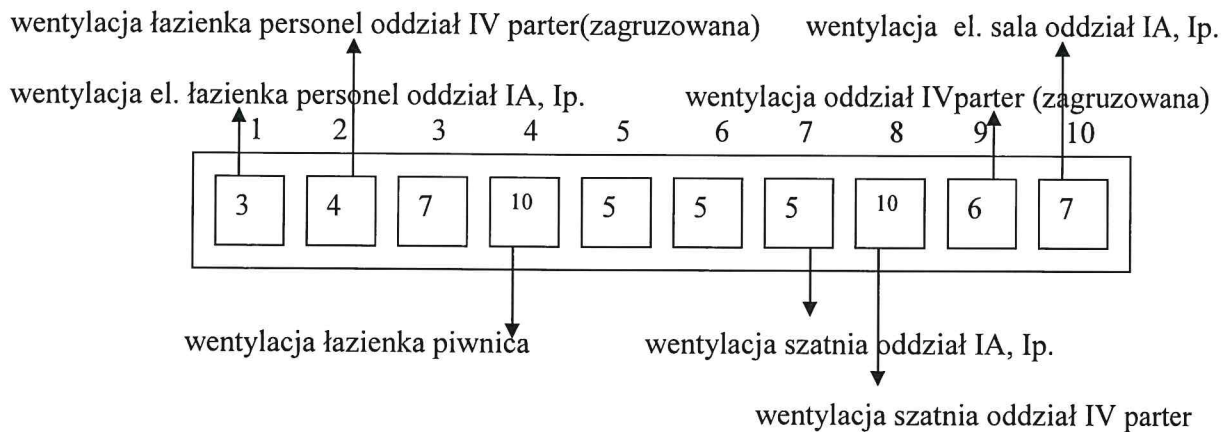 wentylacja łazienka personel oddział IV parter(zagruzowana) wentylacja el. sala oddział IA, Ip.
wentylacja el. łazienka personel oddział IA, Ip. wentylacja oddział IVparter (zagruzowana)
1 2 3 4 5 6 7 8 9 10
3 4 7 10 5 5 5 10 6 7
wentylacja łazienka piwnica wentylacja szatnia oddział IA, Ip.
wentylacja szatnia oddział IV parter